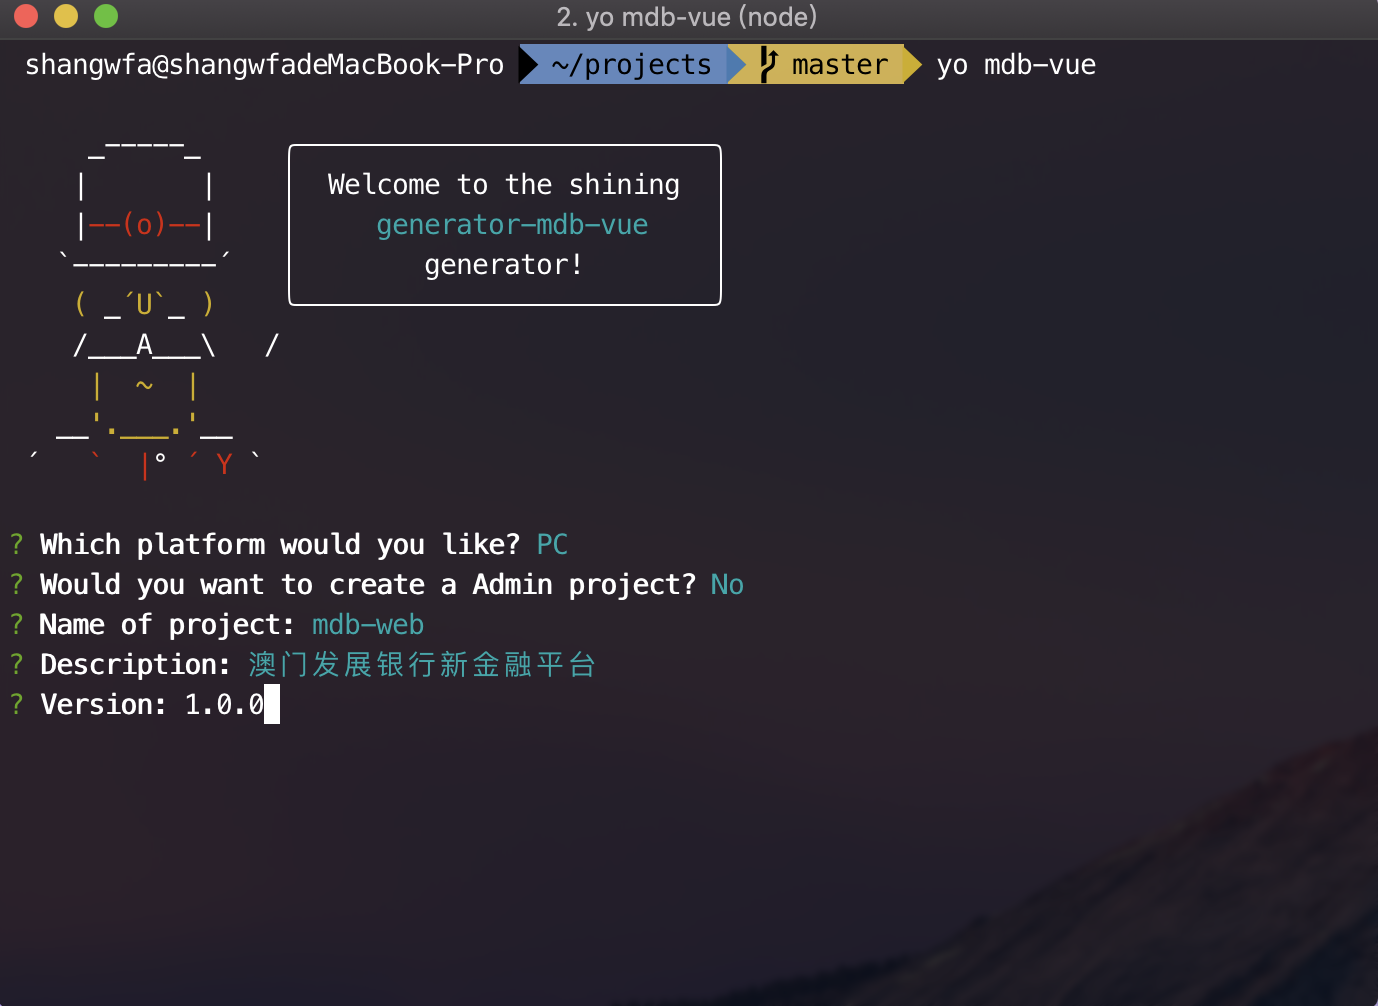 2. yo mdb-vue (node)
shangwfa@shangwfadeMacBook-Pro ~/projects master yo mdb-vue
_-----_
|       |
|--(o)--|
`---------´
( _´U`_ )
/___A___\   /
|  ~  |
__'.___.'__
´   `  |° ´ Y `
Welcome to the shining
generator-mdb-vue
generator!
? Which platform would you like? PC
? Would you want to create a Admin project? No
? Name of project: mdb-web
? Description: 澳门发展银行新金融平台
? Version: 1.0.0